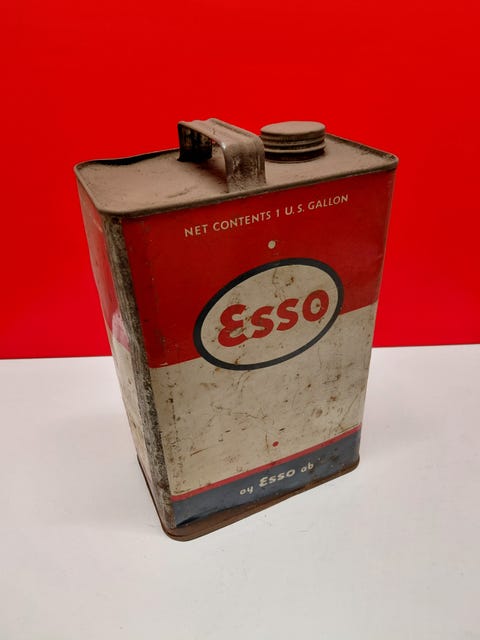 NET CONTENTS 1 U.S. GALLON
Esso
oy Esso ab